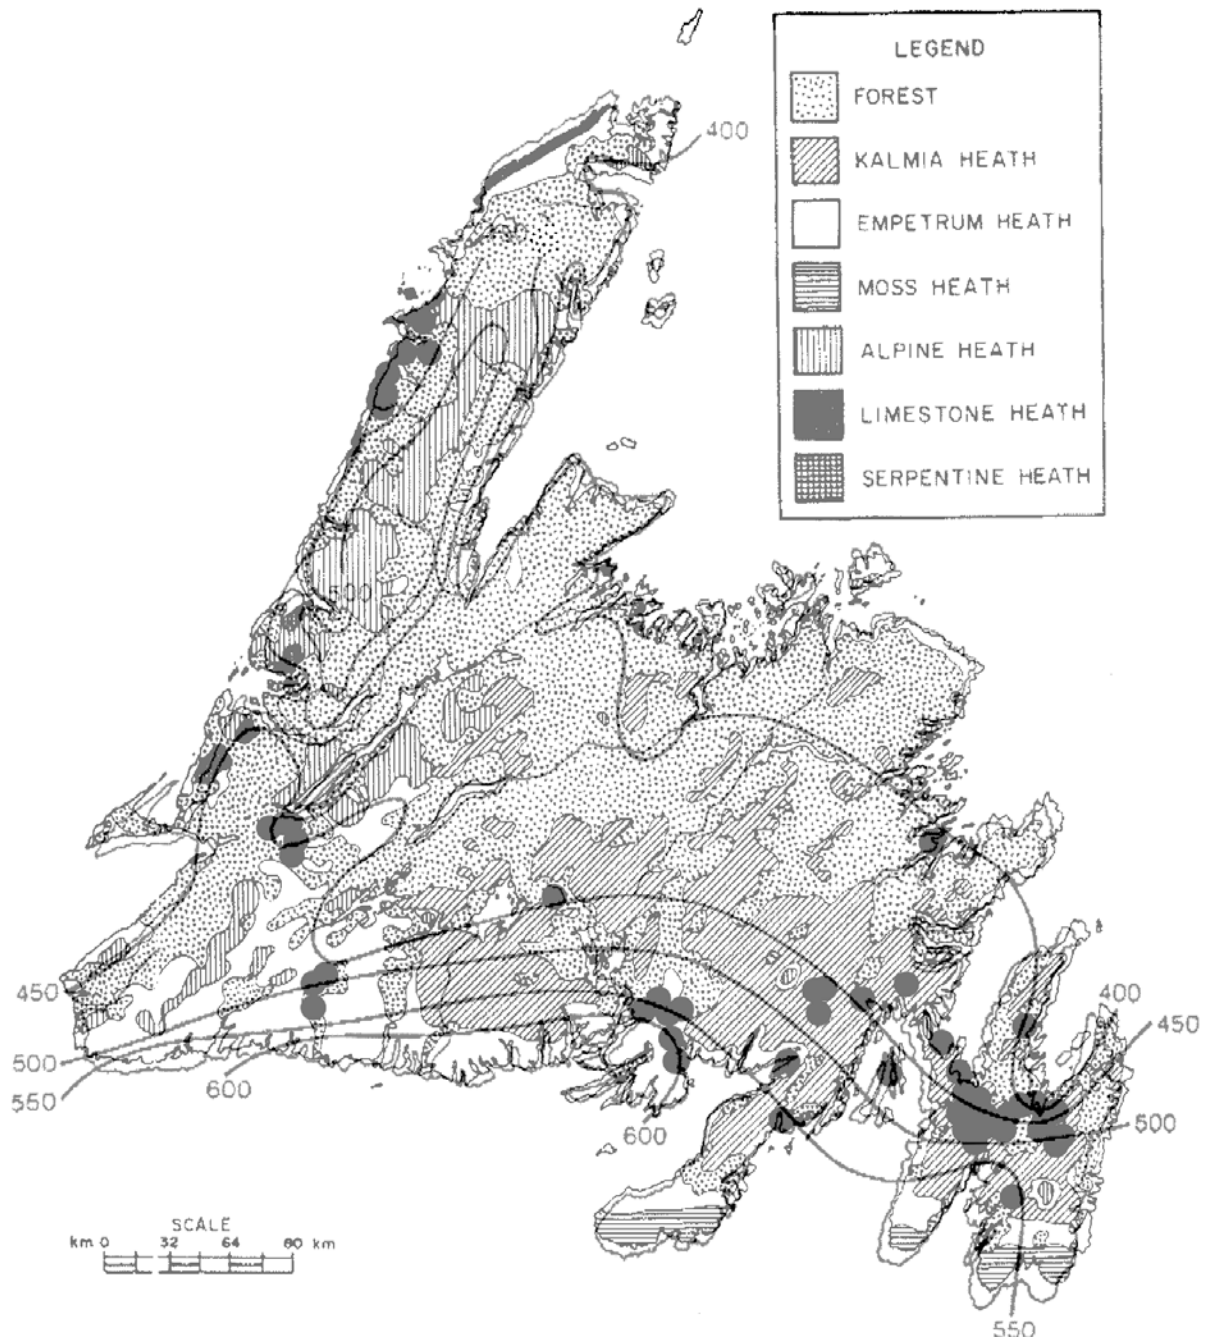 LEGEND
FOREST
KALMIA HEATH
EMPETRUM HEATH
MOSS HEATH
ALPINE HEATH
LIMESTONE HEATH
SERPENTINE HEATH
400
450
500
550
600
600
400
450
500
550
SCALE
km 0 32 64 80 km